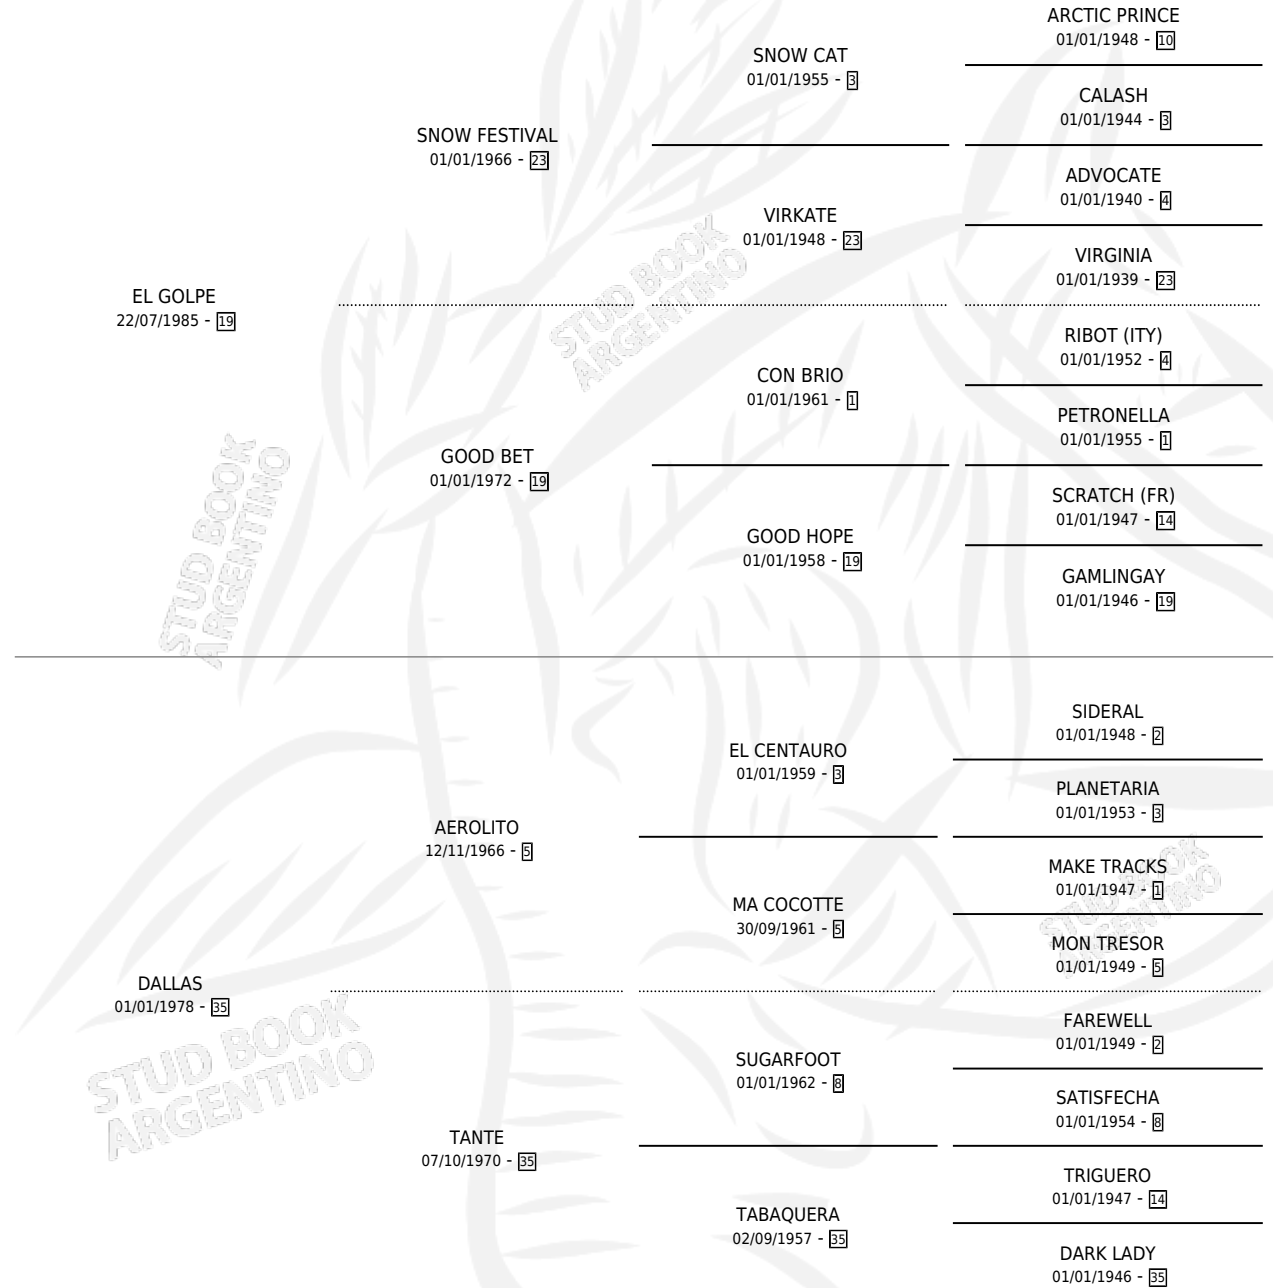 ARCTIC PRINCE
01/01/1948 - 10
SNOW CAT
01/01/1955 - 3
CALASH
01/01/1944 - 3
SNOW FESTIVAL
01/01/1966 - 23
ADVOCATE
01/01/1940 - 4
VIRKATE
01/01/1948 - 23
VIRGINIA
01/01/1939 - 23
EL GOLPE
22/07/1985 - 19
RIBOT (ITY)
01/01/1952 - 4
CON BRIO
01/01/1961 - 1
PETRONELLA
01/01/1955 - 1
GOOD BET
01/01/1972 - 19
SCRATCH (FR)
01/01/1947 - 14
GOOD HOPE
01/01/1958 - 19
GAMLINGAY
01/01/1946 - 19
SIDERAL
01/01/1948 - 2
EL CENTAURO
01/01/1959 - 3
PLANETARIA
01/01/1953 - 3
AEROLITO
12/11/1966 - 5
MAKE TRACKS
01/01/1947 - 1
MA COCOTTE
30/09/1961 - 5
MON TRESOR
01/01/1949 - 5
DALLAS
01/01/1978 - 35
FAREWELL
01/01/1949 - 2
SUGARFOOT
01/01/1962 - 8
SATISFECHA
01/01/1954 - 8
TANTE
07/10/1970 - 35
TRIGUERO
01/01/1947 - 14
TABAQUERA
02/09/1957 - 35
DARK LADY
01/01/1946 - 35
STUD BOOK
ARGENTINO
STUD BOOK
ARGENTINO
STUD BOOK
ARGENTINO
STUD BOOK
ARGENTINO